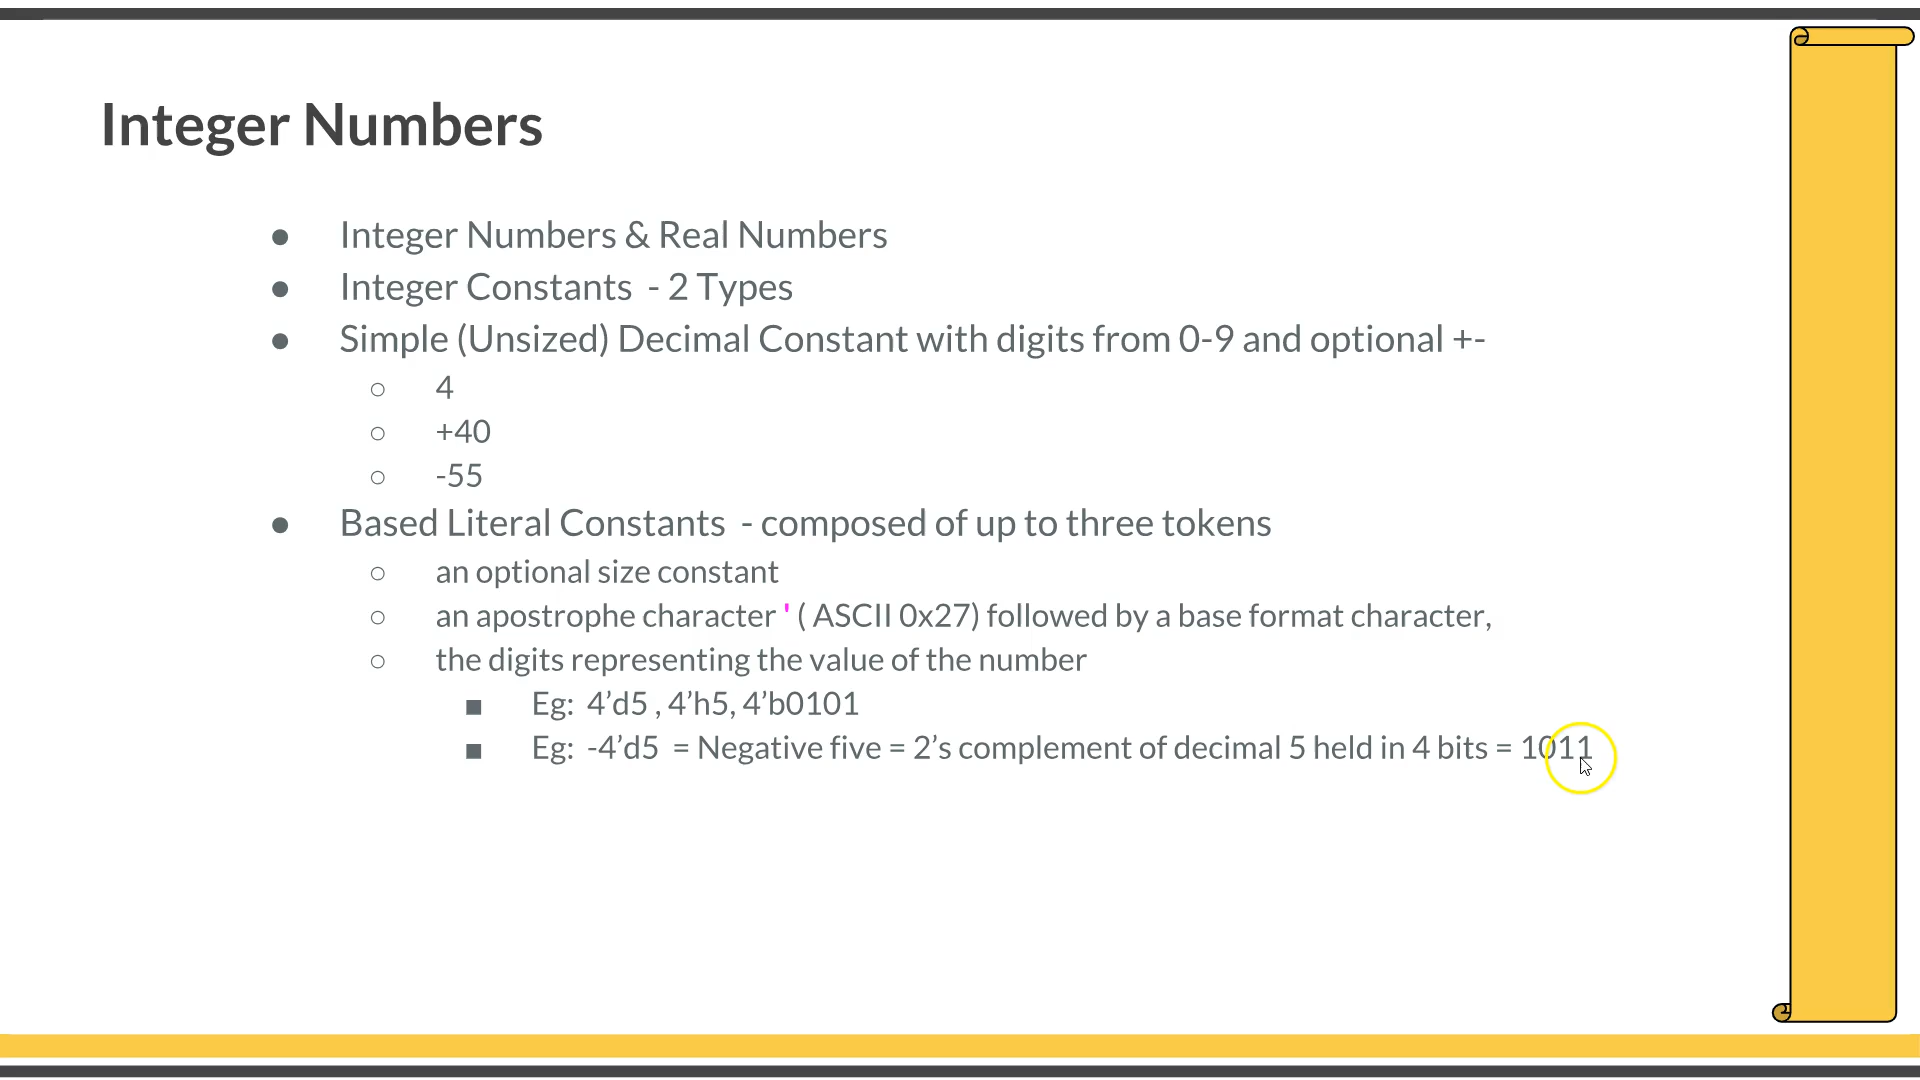 Integer Numbers
● Integer Numbers & Real Numbers
● Integer Constants - 2 Types
● Simple (Unsized) Decimal Constant with digits from 0-9 and optional +-
○ 4
○ +40
○ -55
● Based Literal Constants - composed of up to three tokens
○ an optional size constant
○ an apostrophe character ' ( ASCII 0x27) followed by a base format character,
○ the digits representing the value of the number
■ Eg: 4’d5 , 4’h5, 4’b0101
■ Eg: -4’d5 = Negative five = 2’s complement of decimal 5 held in 4 bits = 1011